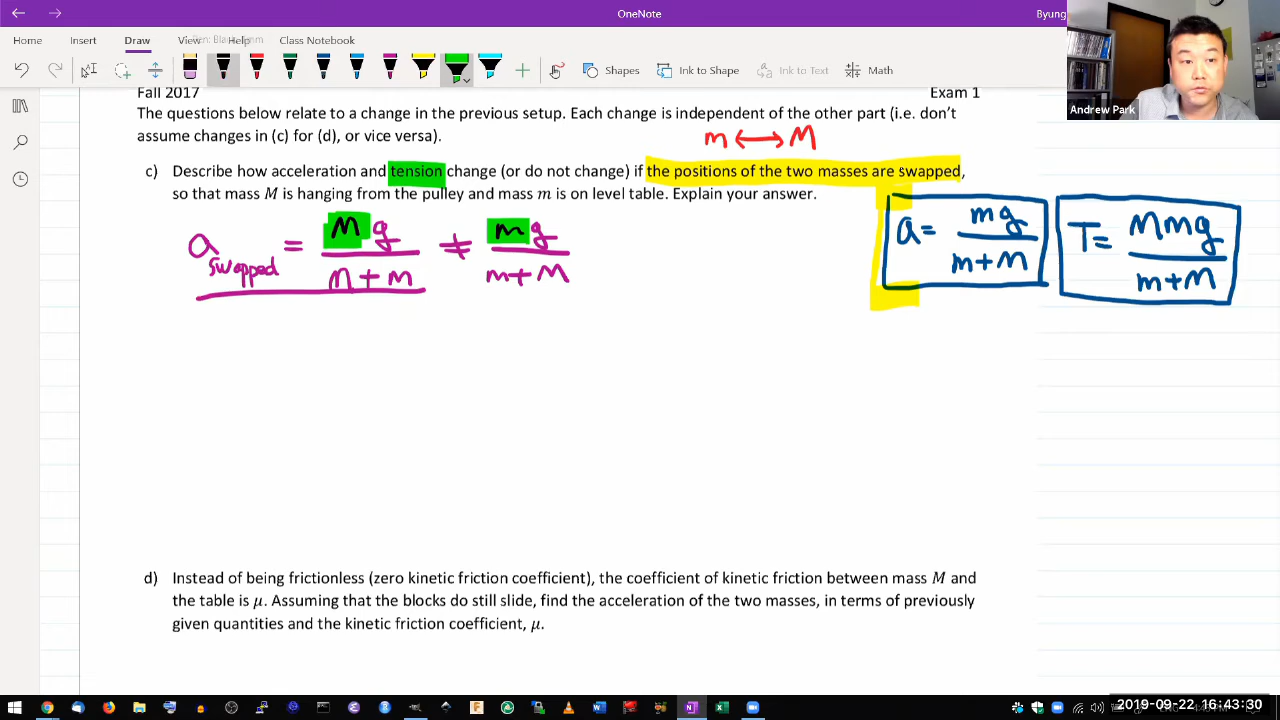 OneNote
Byung
Home Insert Draw View Class Notebook
Shapes Ink to Shape Ink to Text Math
Andrew Park
Fall 2017 Exam 1
The questions below relate to a change in the previous setup. Each change is independent of the other part (i.e. don't
assume changes in (c) for (d), or vice versa).
m ↔ M
c) Describe how acceleration and tension change (or do not change) if the positions of the two masses are swapped,
so that mass M is hanging from the pulley and mass m is on level table. Explain your answer.
a swapped = Mg / M+m ≠ mg / m+M
a = mg / m+M
T = Mmg / m+M
d) Instead of being frictionless (zero kinetic friction coefficient), the coefficient of kinetic friction between mass M and
the table is μ. Assuming that the blocks do still slide, find the acceleration of the two masses, in terms of previously
given quantities and the kinetic friction coefficient, μ.
2019-09-22 16:43:30